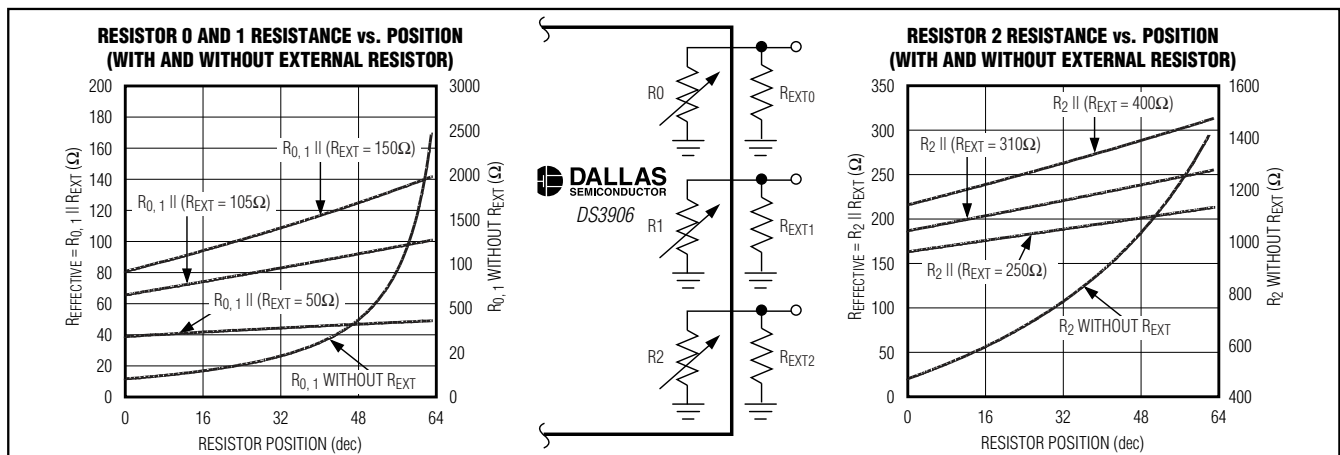 RESISTOR 0 AND 1 RESISTANCE vs. POSITION
(WITH AND WITHOUT EXTERNAL RESISTOR)
REFFECTIVE = R0, 1 || REXT (Ω)
200
180
160
140
120
100
80
60
40
20
0
3000
2500
2000
1500
1000
500
20
0
R0, 1 WITHOUT REXT (Ω)
R0, 1 || (REXT = 150Ω)
R0, 1 || (REXT = 105Ω)
R0, 1 || (REXT = 50Ω)
R0, 1 WITHOUT REXT
0 16 32 48 64
RESISTOR POSITION (dec)
R0
REXT0
DALLAS
SEMICONDUCTOR
DS3906
R1
REXT1
R2
REXT2
RESISTOR 2 RESISTANCE vs. POSITION
(WITH AND WITHOUT EXTERNAL RESISTOR)
REFFECTIVE = R2 || REXT (Ω)
350
300
250
200
150
100
50
0
1600
1400
1200
1000
800
600
400
R2 WITHOUT REXT (Ω)
R2 || (REXT = 400Ω)
R2 || (REXT = 310Ω)
R2 || (REXT = 250Ω)
R2 WITHOUT REXT
0 16 32 48 64
RESISTOR POSITION (dec)